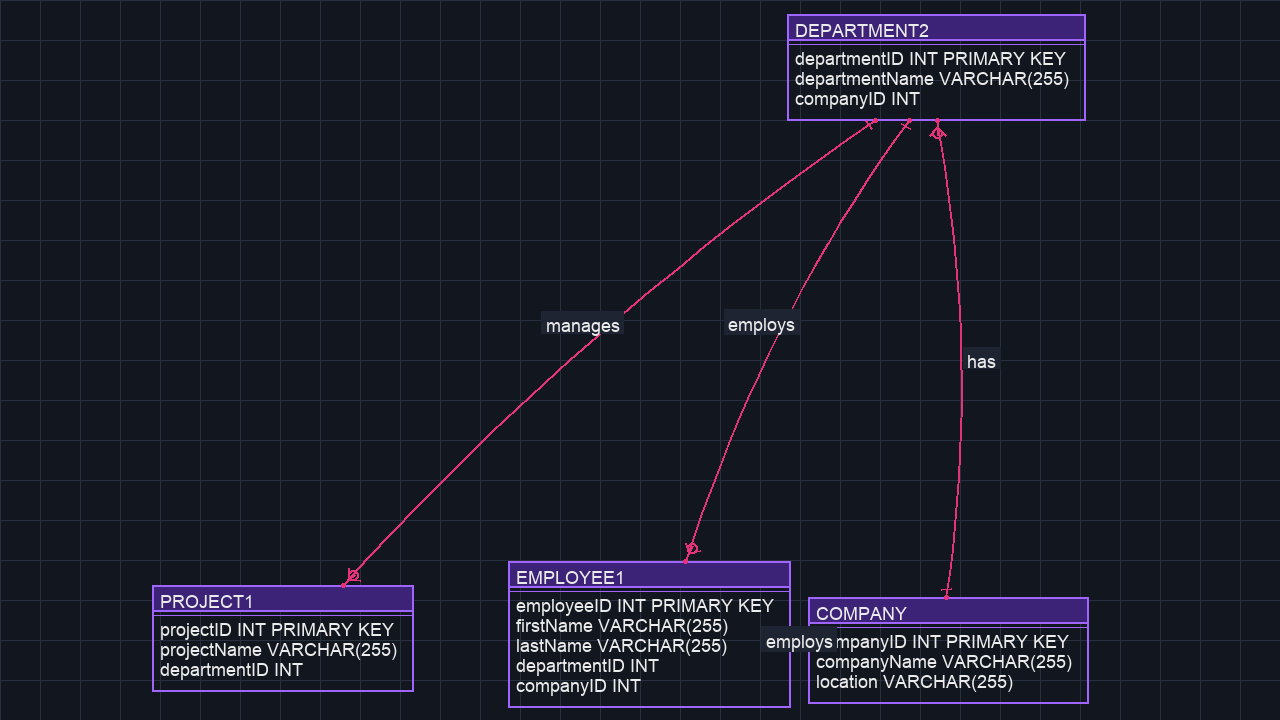 DEPARTMENT2
departmentID INT PRIMARY KEY
departmentName VARCHAR(255)
companyID INT
manages
employs
has
PROJECT1
projectID INT PRIMARY KEY
projectName VARCHAR(255)
departmentID INT
EMPLOYEE1
employeeID INT PRIMARY KEY
firstName VARCHAR(255)
lastName VARCHAR(255)
departmentID INT
companyID INT
employs
COMPANY
mpanyID INT PRIMARY KEY
companyName VARCHAR(255)
location VARCHAR(255)